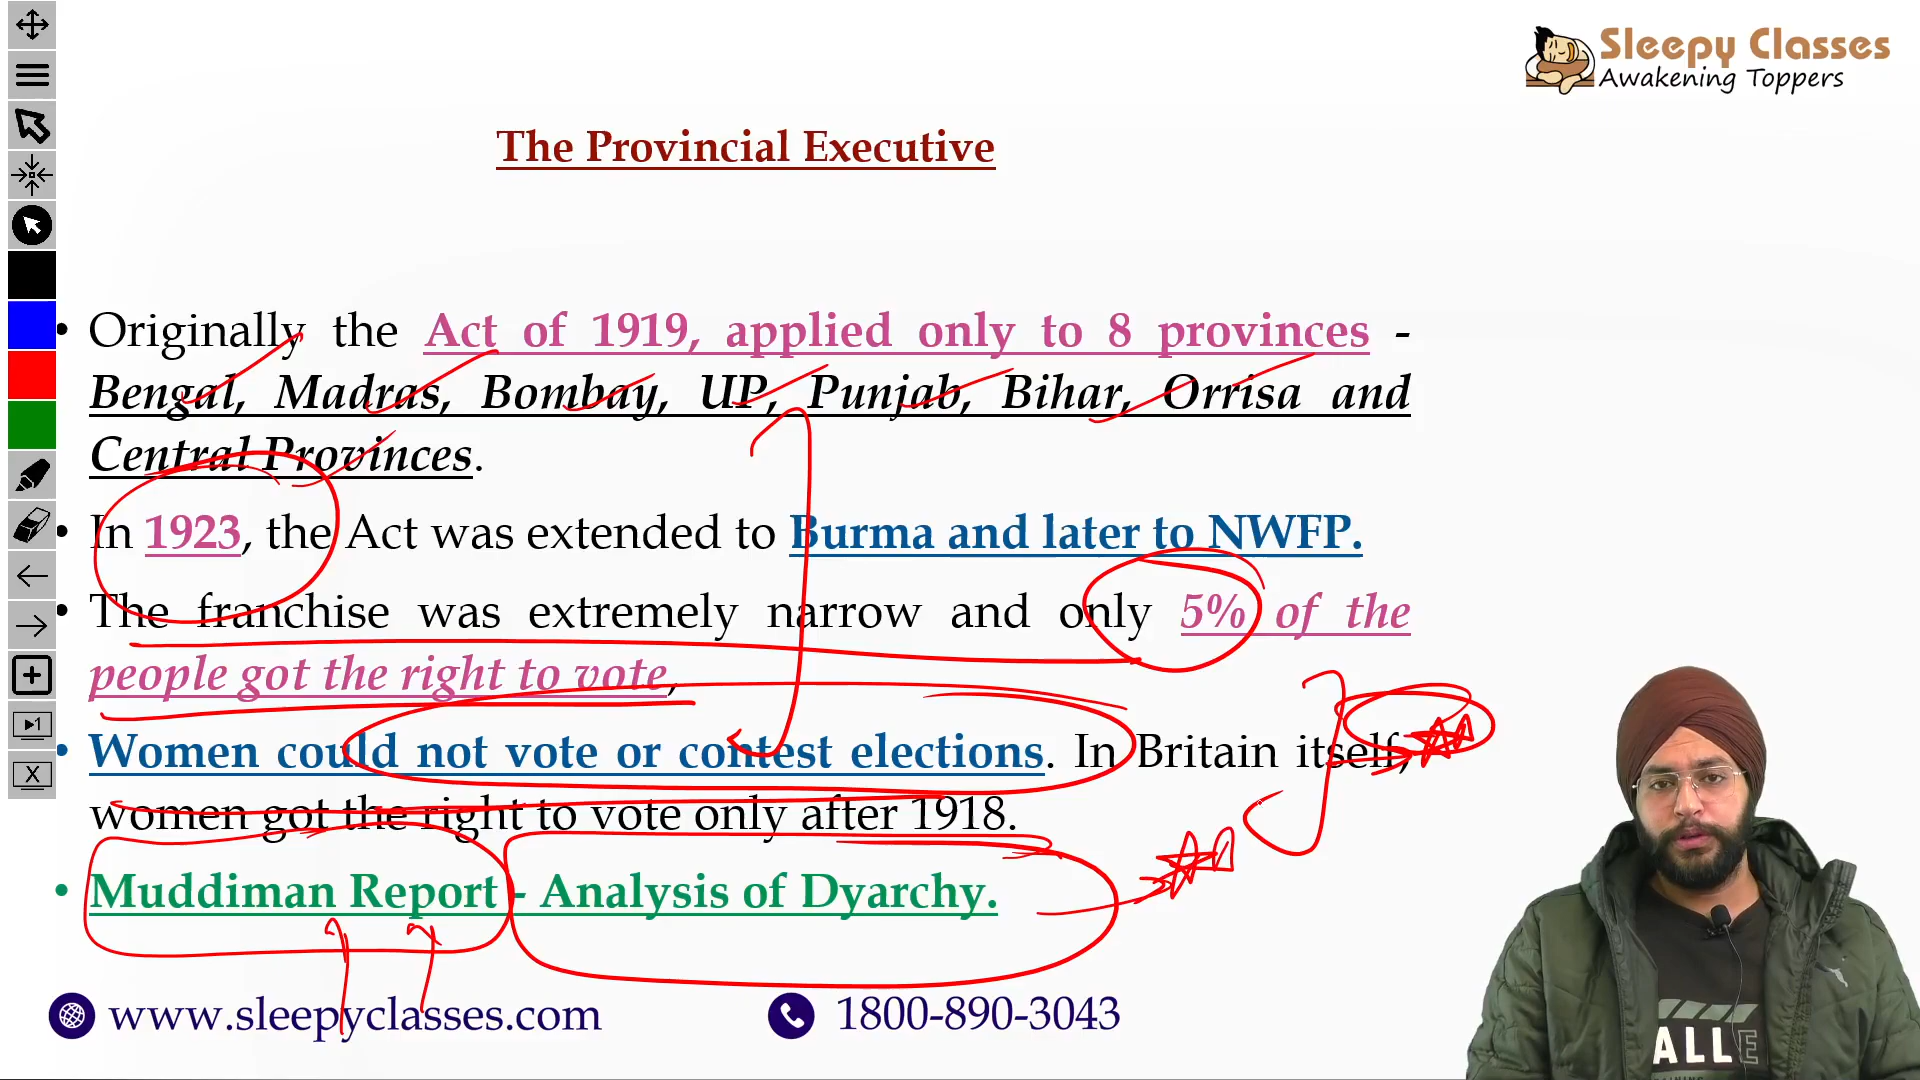 Sleepy Classes
Awakening Toppers
The Provincial Executive
• Originally the Act of 1919, applied only to 8 provinces -
Bengal, Madras, Bombay, UP, Punjab, Bihar, Orrisa and
Central Provinces.
• In 1923, the Act was extended to Burma and later to NWFP.
• The franchise was extremely narrow and only 5% of the
people got the right to vote,
• Women could not vote or contest elections. In Britain itself,
women got the right to vote only after 1918.
• Muddiman Report - Analysis of Dyarchy.
www.sleepyclasses.com
1800-890-3043
ALLE